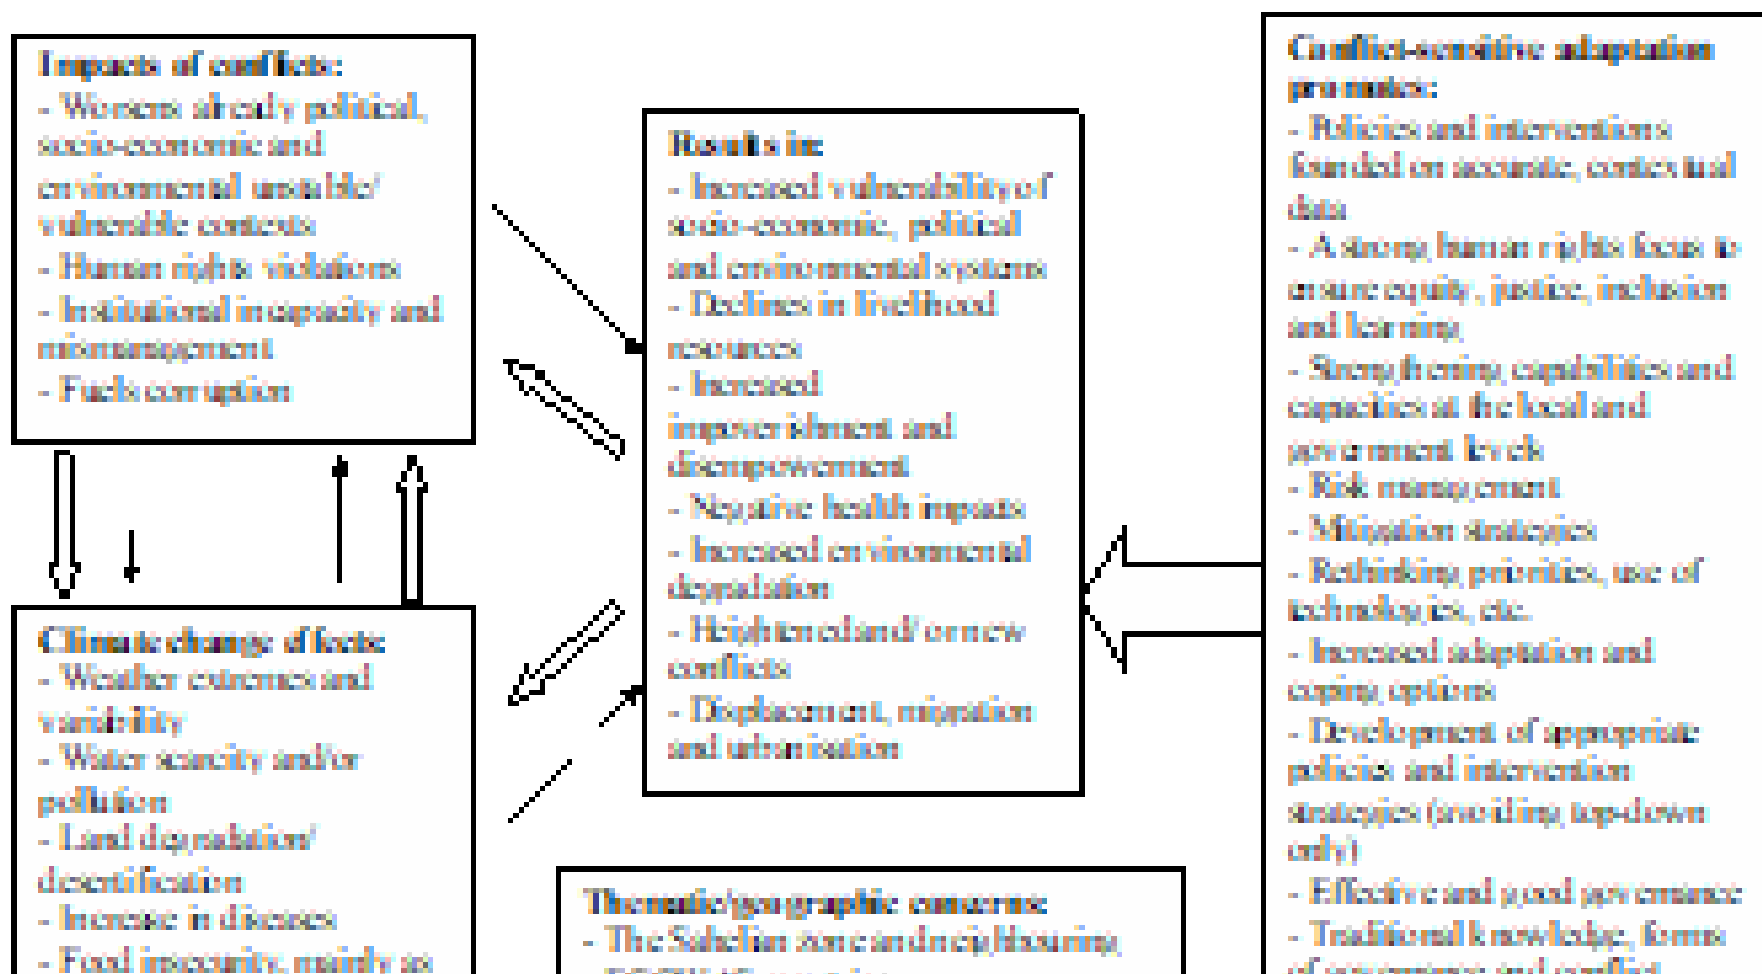 Impacts of conflicts:
- Worsens already political,
socio-economic and
environmental unstable/
vulnerable contexts
- Human rights violations
- Institutional incapacity and
mismanagement
- Fuels corruption
Climate change effects:
- Weather extremes and
variability
- Water scarcity and/or
pollution
- Land degradation/
desertification
- Increase in diseases
- Food insecurity, mainly as
Results in:
- Increased vulnerability of
socio-economic, political
and environmental systems
- Declines in livelihood
resources
- Increased
impoverishment and
disempowerment
- Negative health impacts
- Increased environmental
degradation
- Heightened and/or new
conflicts
- Displacement, migration
and urbanisation
Thematic/geographic concerns:
- The Sahelian zone and neighbouring
Conflict-sensitive adaptation
promotes:
- Policies and interventions
founded on accurate, contextual
data
- A strong human rights focus to
ensure equity, justice, inclusion
and learning
- Strengthening capabilities and
capacities at the local and
government levels
- Risk management
- Mitigation strategies
- Rethinking priorities, use of
technologies, etc.
- Increased adaptation and
coping options
- Development of appropriate
policies and intervention
strategies (avoiding top-down
only)
- Effective and good governance
- Traditional knowledge, forms
of governance and conflict